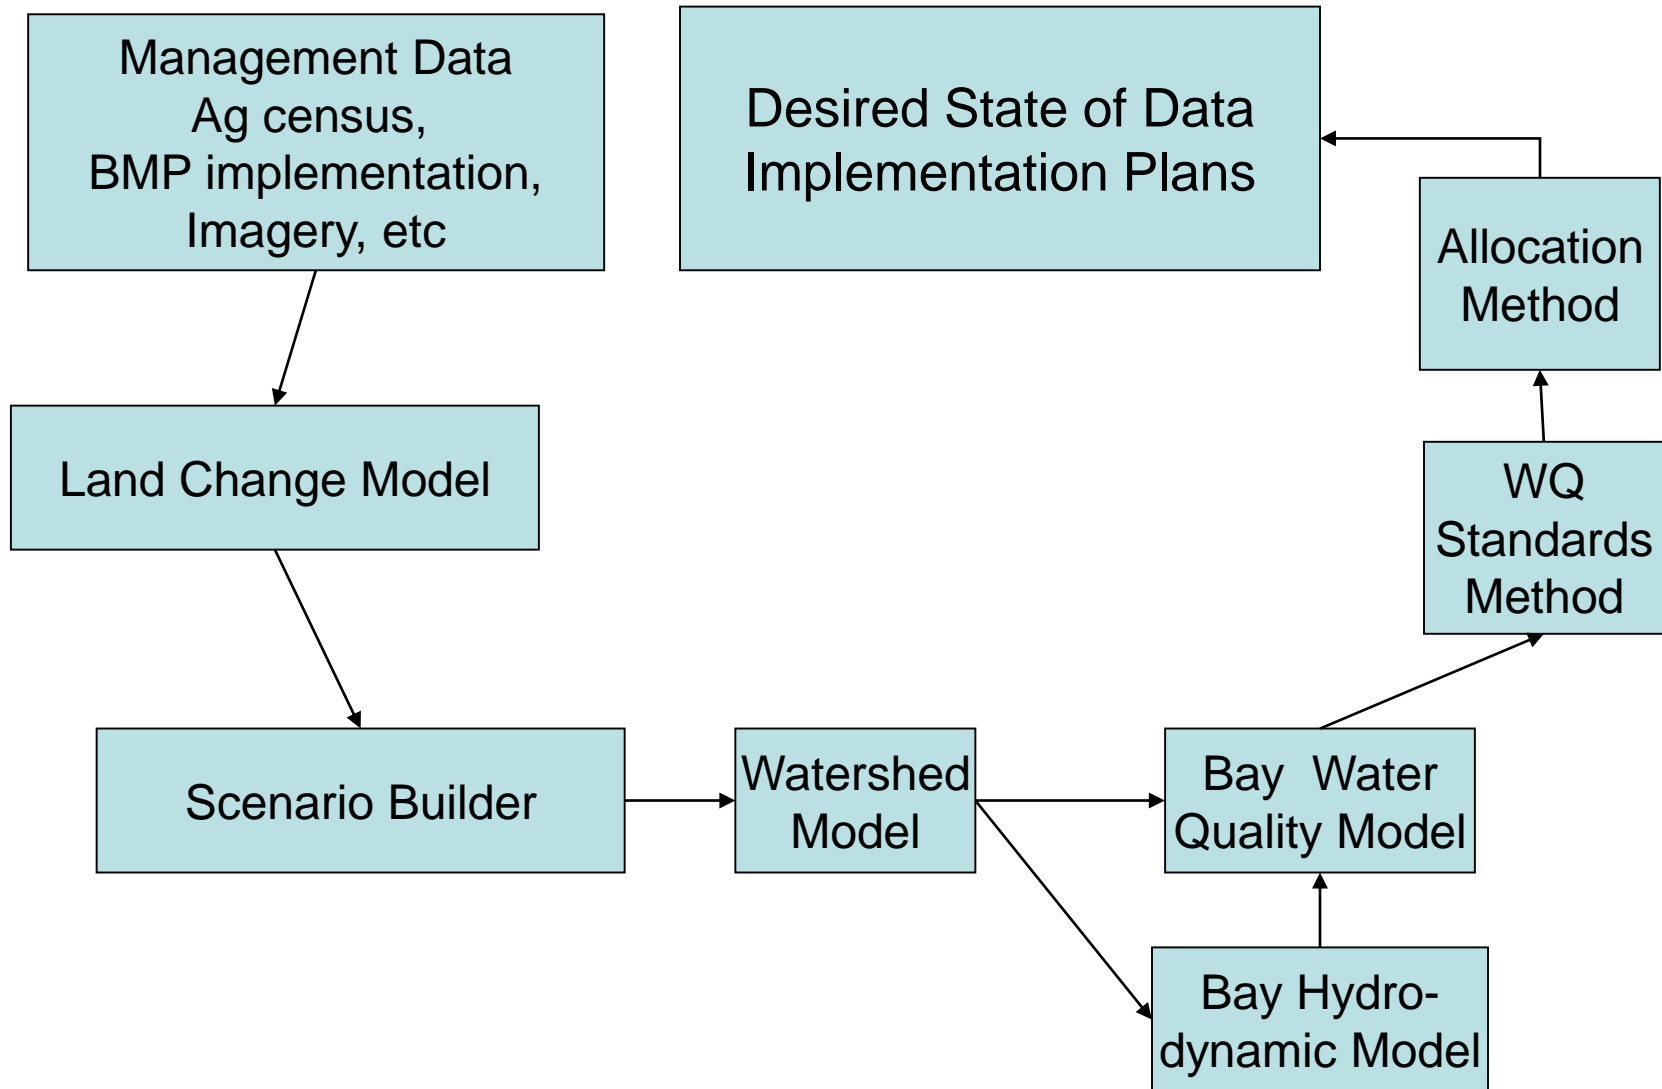 Management Data
Ag census,
BMP implementation,
Imagery, etc
Desired State of Data
Implementation Plans
Allocation
Method
Land Change Model
WQ
Standards
Method
Scenario Builder
Watershed
Model
Bay Water
Quality Model
Bay Hydro-
dynamic Model